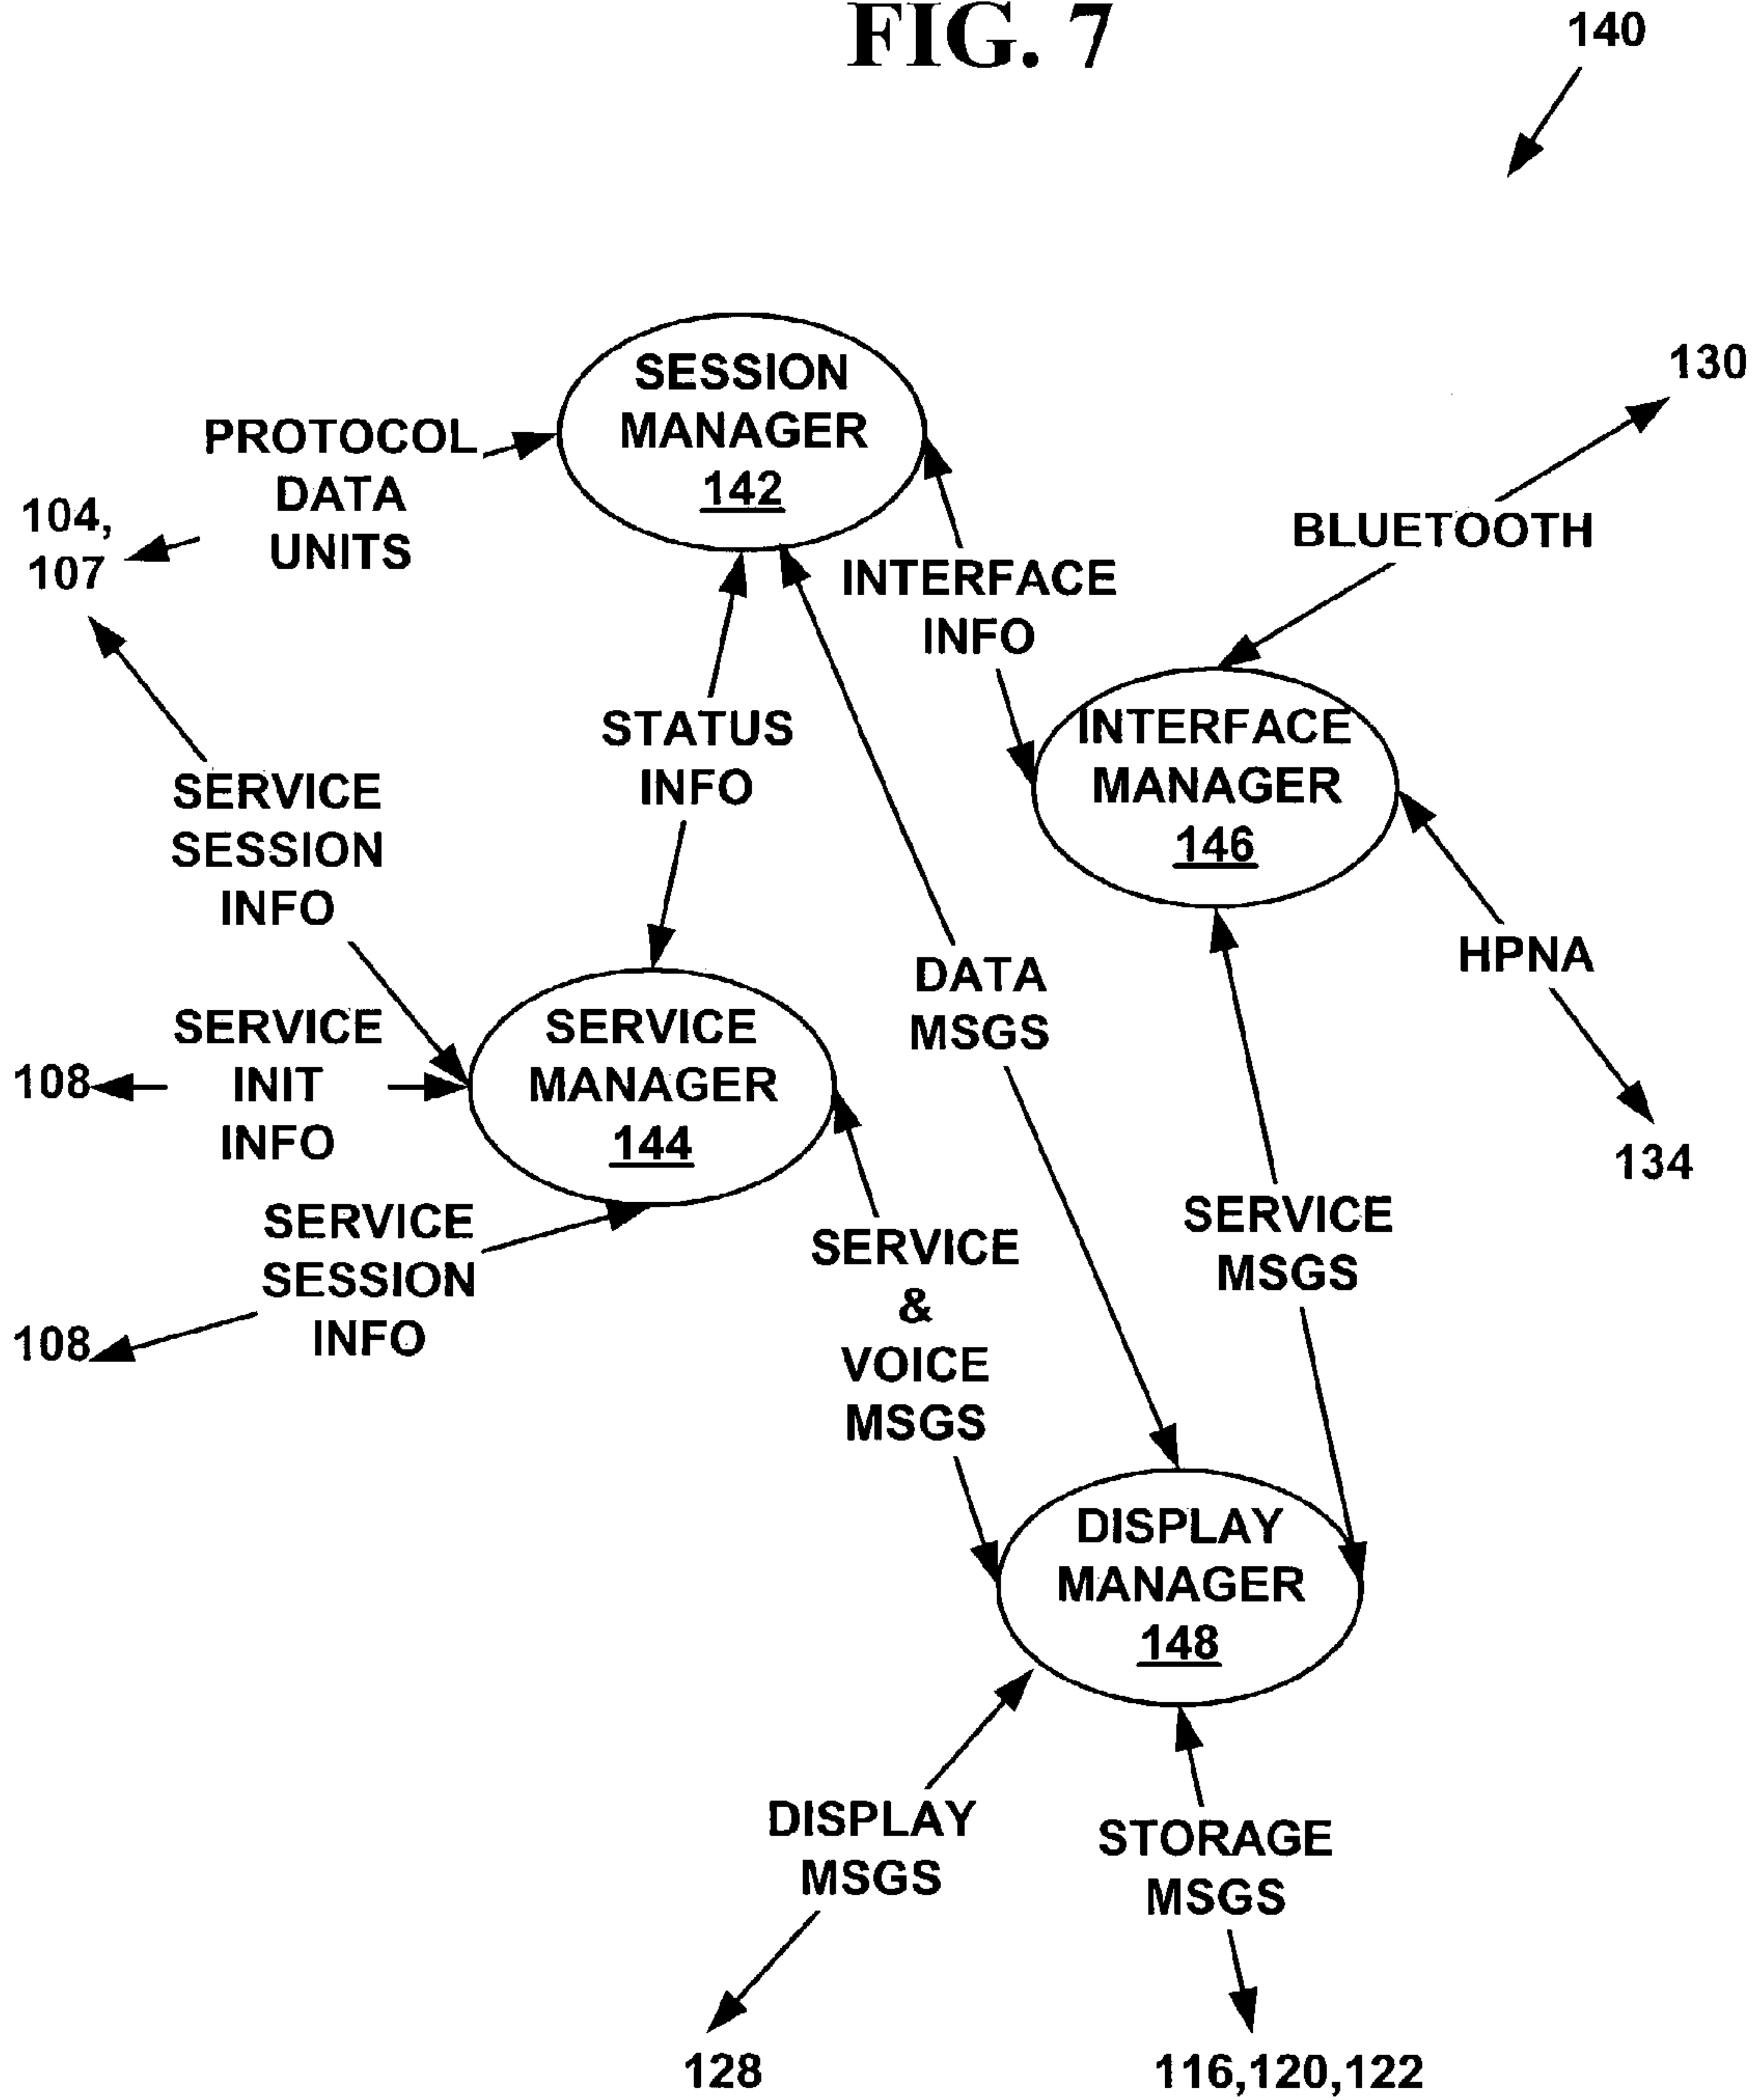 FIG. 7
140
SESSION
MANAGER
142
130
PROTOCOL
DATA
UNITS
104,
107
BLUETOOTH
INTERFACE
INFO
STATUS
INFO
INTERFACE
MANAGER
146
SERVICE
SESSION
INFO
HPNA
134
DATA
MSGS
SERVICE
INIT
INFO
108
SERVICE
MANAGER
144
SERVICE
SESSION
INFO
108
SERVICE
&
VOICE
MSGS
SERVICE
MSGS
DISPLAY
MANAGER
148
DISPLAY
MSGS
STORAGE
MSGS
128
116,120,122